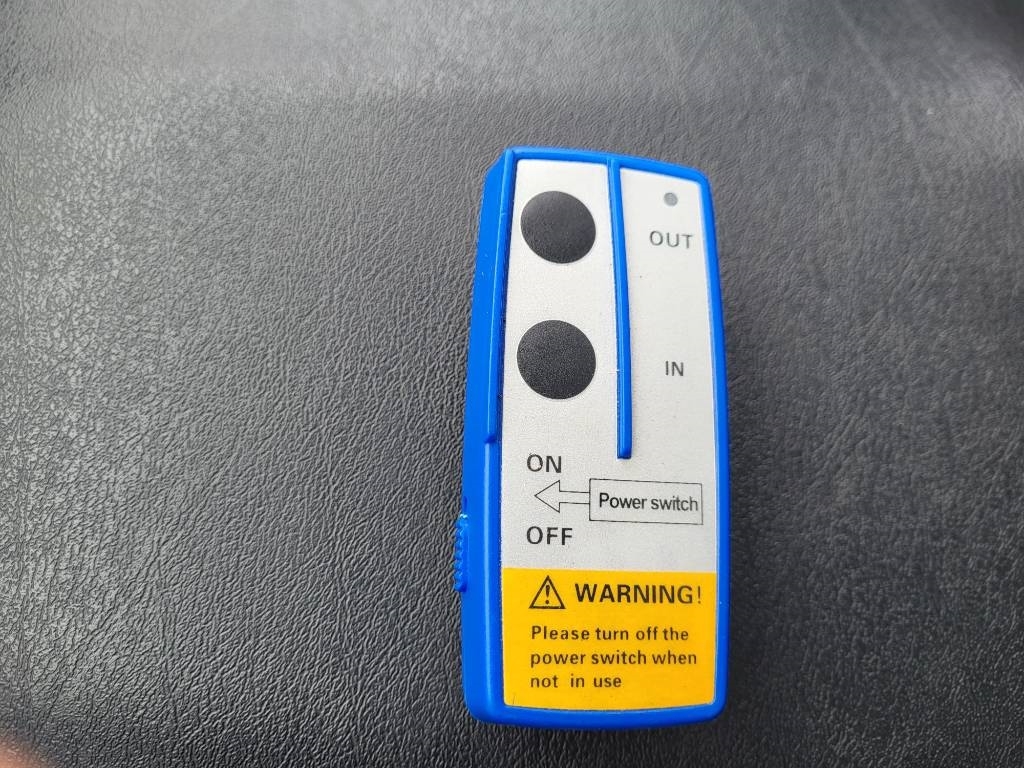 OUT
IN
ON
Power switch
OFF
WARNING!
Please turn off the
power switch when
not in use